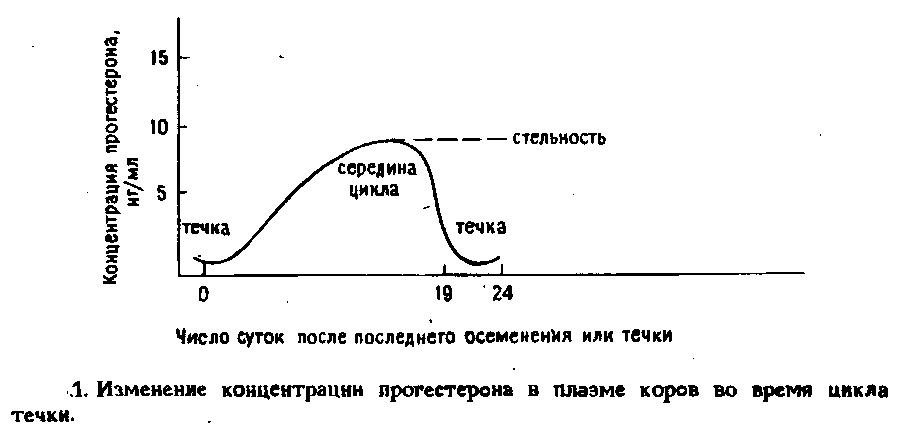 Концентрация прогестерона,
нг/мл
15
10
5
стельность
середина
цикла
течка
течка
0
19
24
Число суток после последнего осеменения или течки
1. Изменение концентрации прогестерона в плазме коров во время цикла
течки.